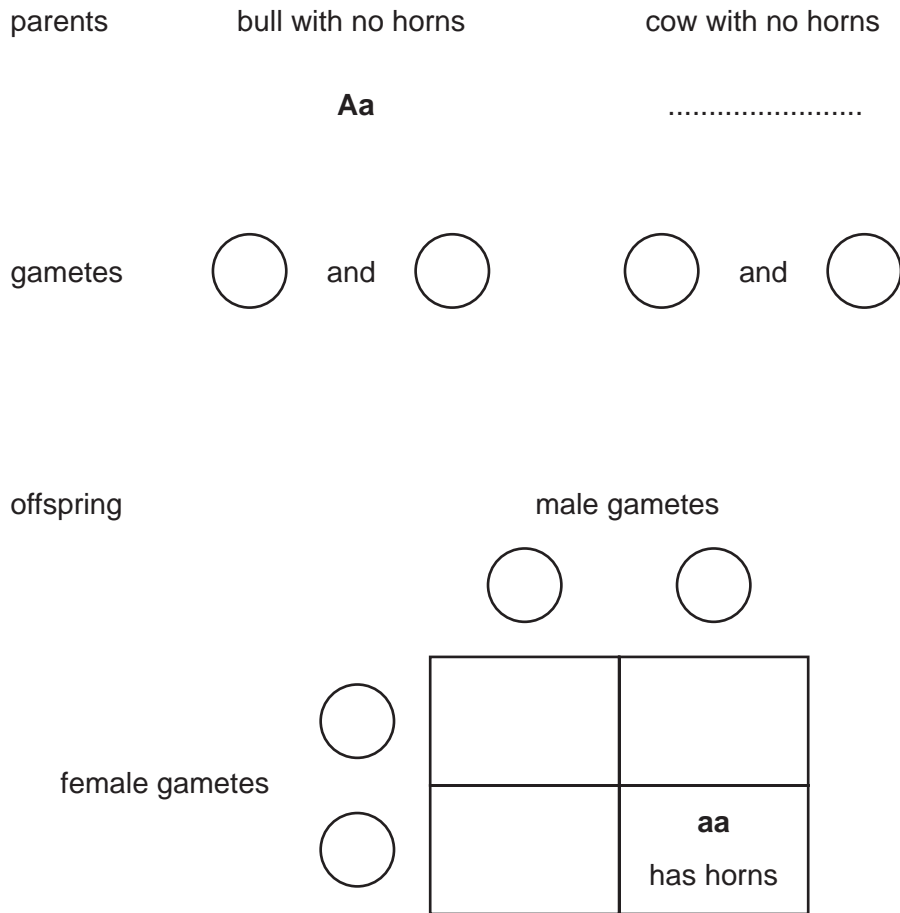 parents bull with no horns cow with no horns
Aa ........................
gametes and and
offspring male gametes
female gametes
aa
has horns